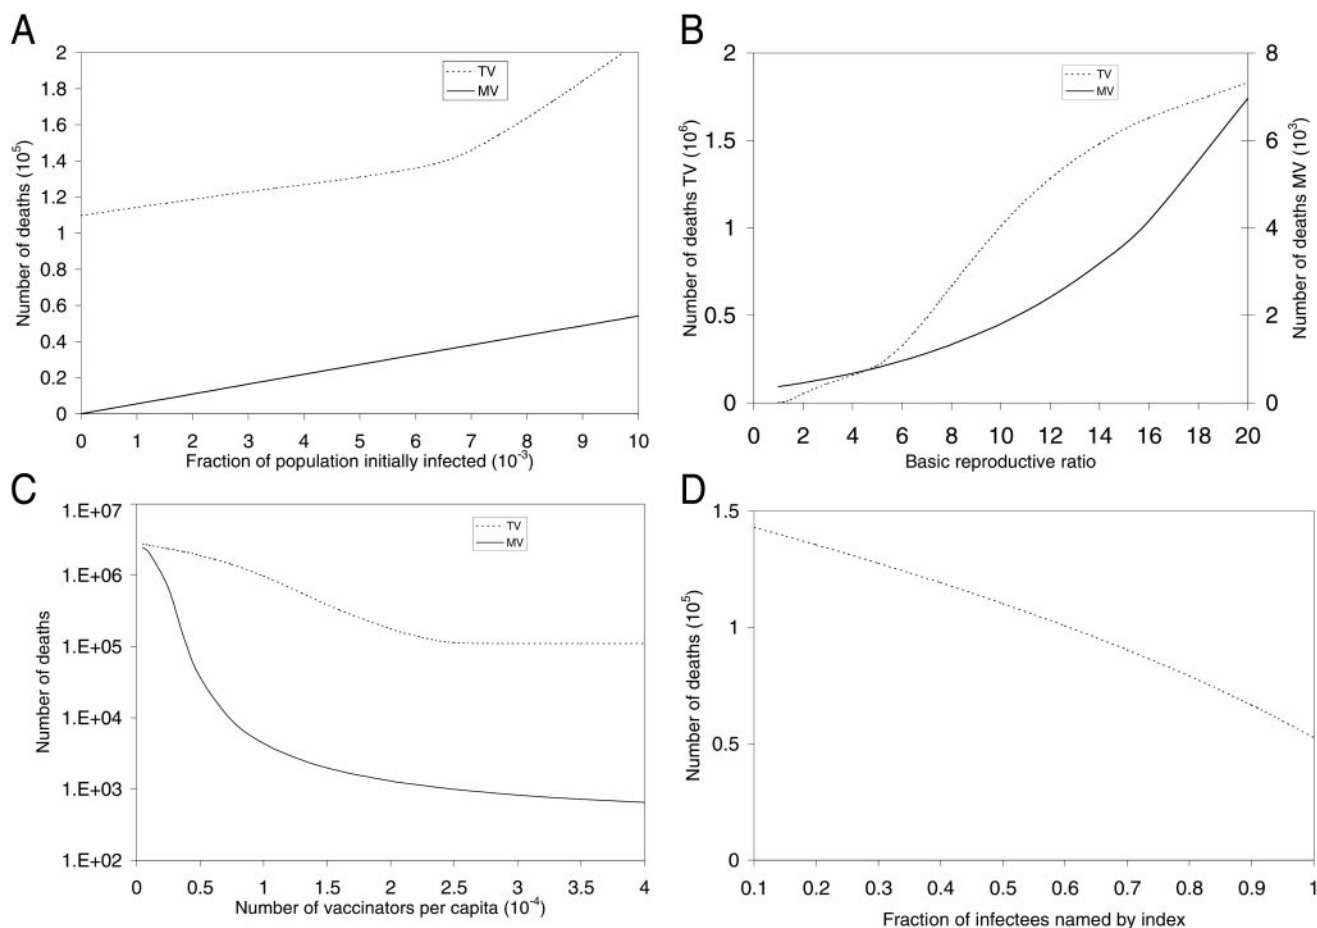 A
Number of deaths (10^5)
2
1.8
1.6
1.4
1.2
1
0.8
0.6
0.4
0.2
0
TV
MV
0 1 2 3 4 5 6 7 8 9 10
Fraction of population initially infected (10^-3)
B
Number of deaths TV (10^6)
2
1.5
1
0.5
0
TV
MV
8
6
4
2
0
Number of deaths MV (10^3)
0 2 4 6 8 10 12 14 16 18 20
Basic reproductive ratio
C
Number of deaths
1.E+07
1.E+06
1.E+05
1.E+04
1.E+03
1.E+02
TV
MV
0 0.5 1 1.5 2 2.5 3 3.5 4
Number of vaccinators per capita (10^-4)
D
Number of deaths (10^5)
1.5
1
0.5
0
0.1 0.2 0.3 0.4 0.5 0.6 0.7 0.8 0.9 1
Fraction of infectees named by index